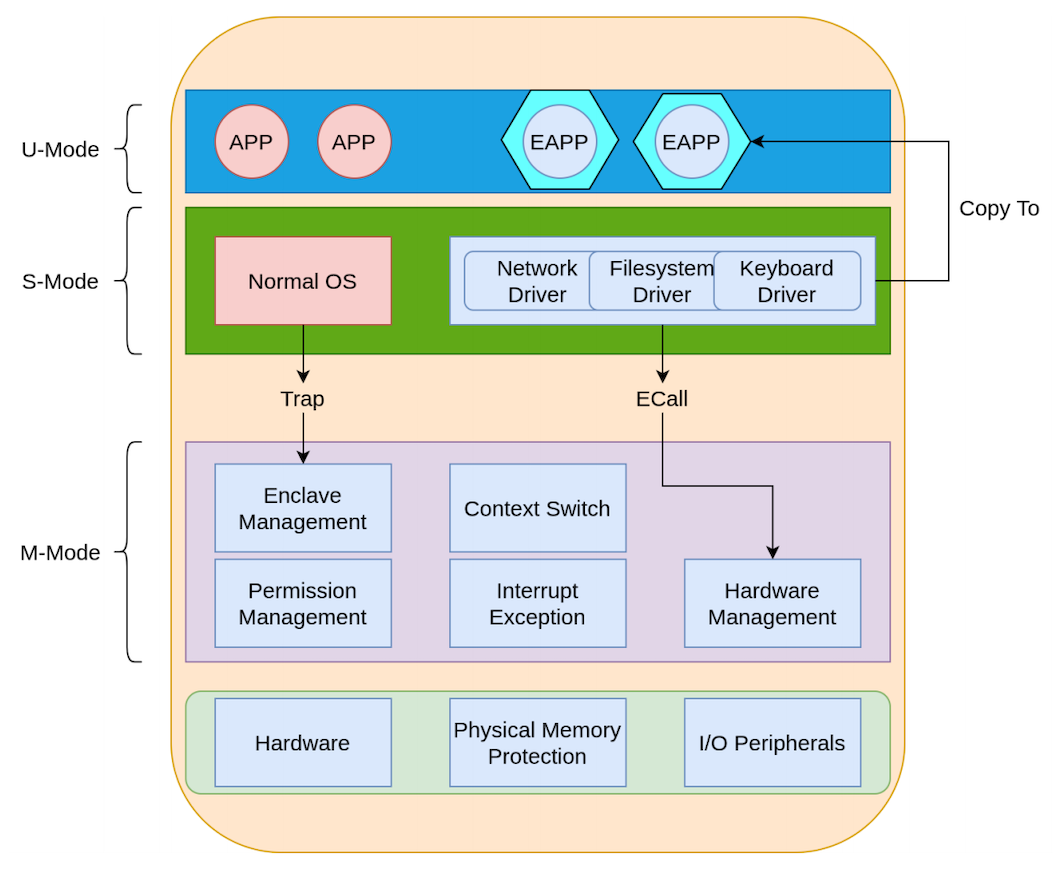 U-Mode
APP
APP
EAPP
EAPP
Copy To
S-Mode
Normal OS
Network
Driver
Filesystem
Driver
Keyboard
Driver
Trap
ECall
M-Mode
Enclave
Management
Context Switch
Permission
Management
Interrupt
Exception
Hardware
Management
Hardware
Physical Memory
Protection
I/O Peripherals